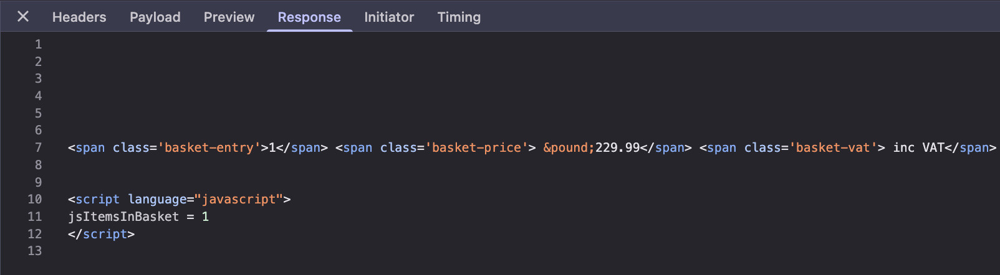 Headers Payload Preview Response Initiator Timing
1
2
3
4
5
6
7 <span class='basket-entry'>1</span> <span class='basket-price'> &pound;229.99</span> <span class='basket-vat'> inc VAT</span>
8
9
10 <script language="javascript">
11 jsItemsInBasket = 1
12 </script>
13